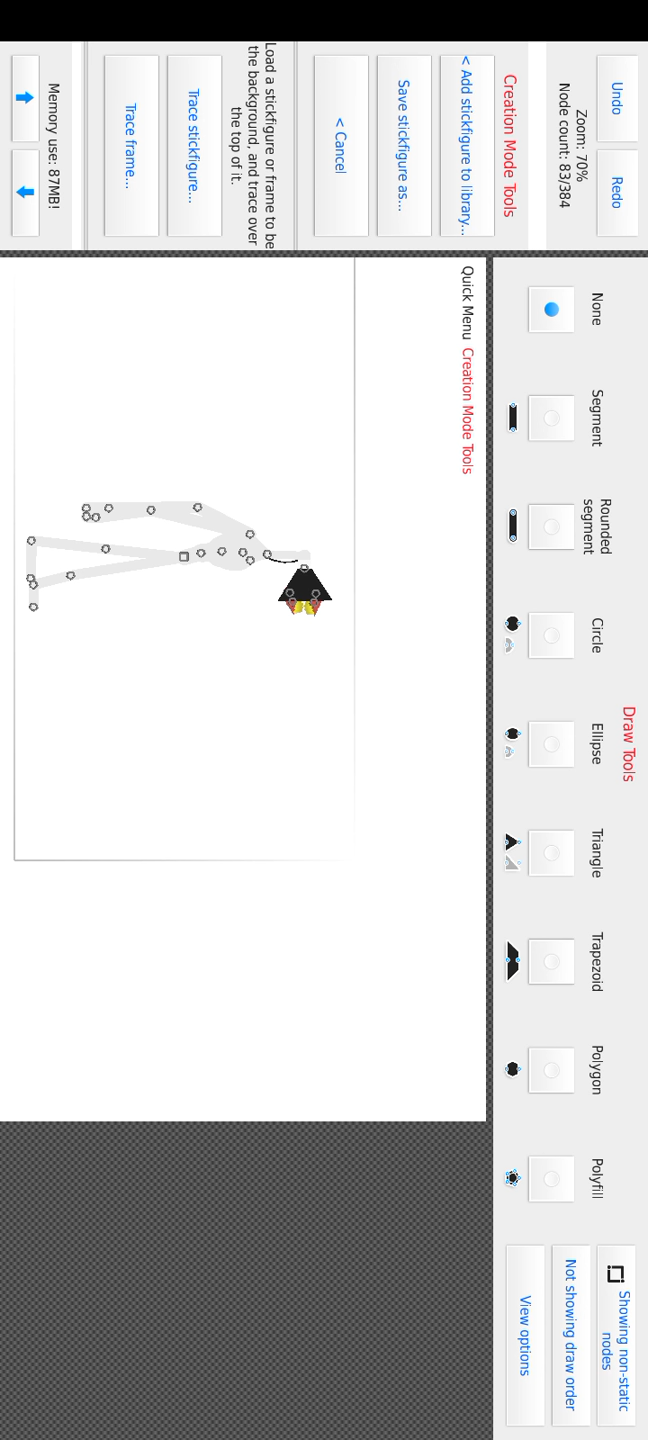 Undo
Redo
Zoom: 70%
Node count: 83/384
Creation Mode Tools
< Add stickfigure to library...
Save stickfigure as...
< Cancel
Load a stickfigure or frame to be
the background, and trace over
the top of it.
Trace stickfigure...
Trace frame...
Memory use: 87MB!
Draw Tools
None
Segment
Rounded
segment
Circle
Ellipse
Triangle
Trapezoid
Polygon
Polyfill
Showing non-static
nodes
Not showing draw order
View options
Quick Menu Creation Mode Tools